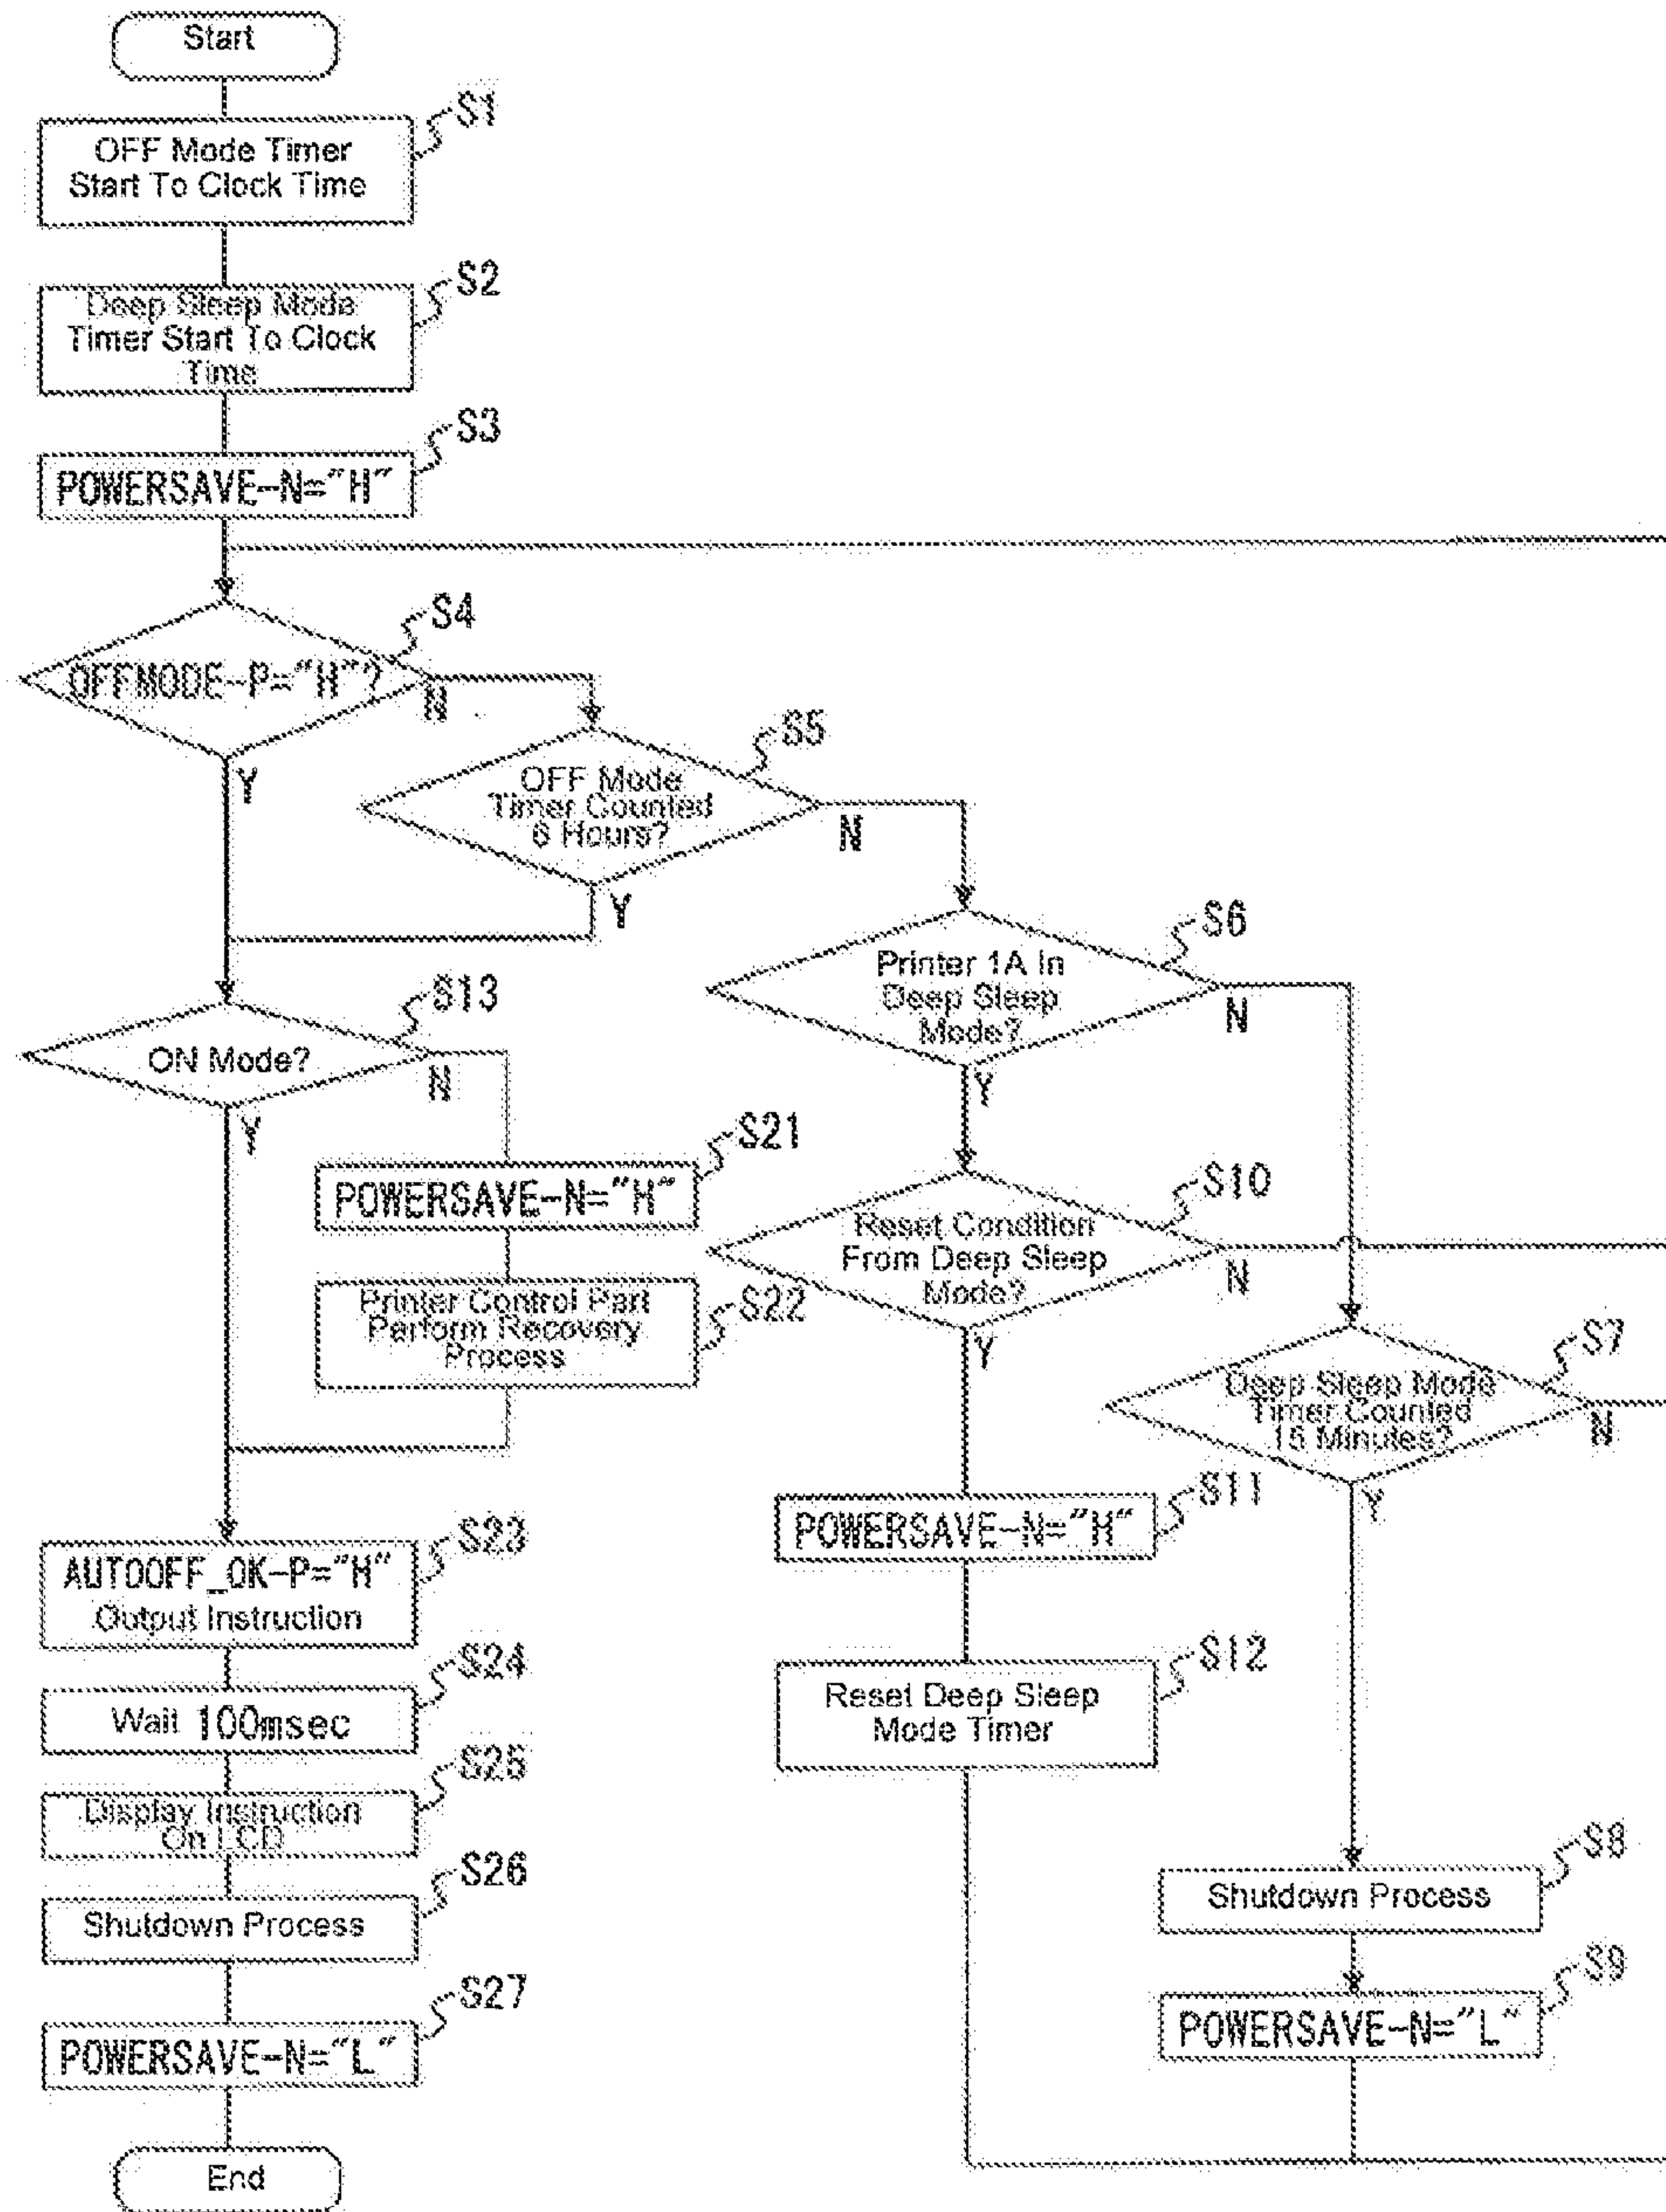 Start
S1
OFF Mode Timer
Start To Clock Time
S2
Deep Sleep Mode
Timer Start To Clock
Time
S3
POWERSAVE-N="H"
S4
OFFMODE-P="H"?
N
Y
S5
OFF Mode
Timer Counted
6 Hours?
N
Y
S6
Printer 1A In
Deep Sleep
Mode?
N
Y
S13
ON Mode?
N
Y
S21
POWERSAVE-N="H"
S22
Printer Control Part
Perform Recovery
Process
S10
Reset Condition
From Deep Sleep
Mode?
N
Y
S7
Deep Sleep Mode
Timer Counted
15 Minutes?
N
Y
S11
POWERSAVE-N="H"
S12
Reset Deep Sleep
Mode Timer
S8
Shutdown Process
S9
POWERSAVE-N="L"
S23
AUTOOFF_OK-P="H"
Output Instruction
S24
Wait 100msec
S25
Display Instruction
On LCD
S26
Shutdown Process
S27
POWERSAVE-N="L"
End